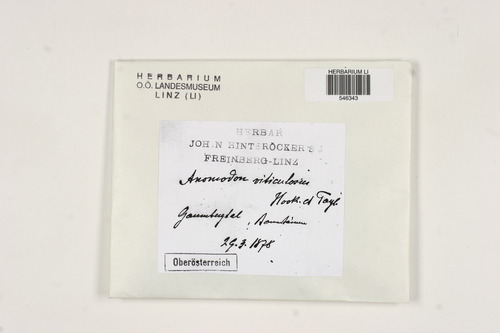 HERBARIUM
O.Ö. LANDESMUSEUM
LINZ (LI)
HERBARIUM LI
546343
HERBAR
JOH. N HINTERÖCKER S J
FREINBERG-LINZ
Anomodon viticulosus
Hook. et Tayl
29.3.1878
Oberösterreich